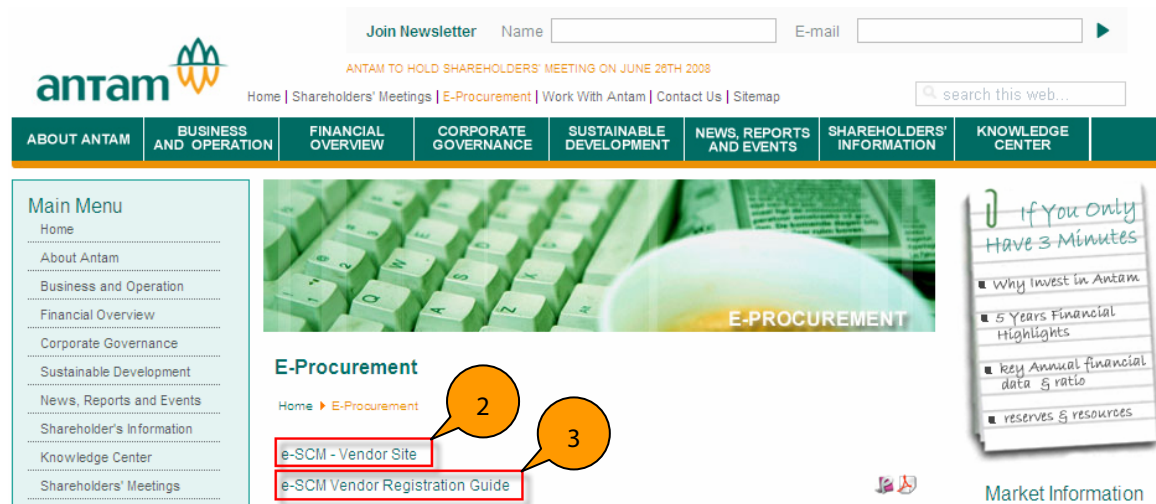 Join Newsletter Name E-mail
antam
ANTAM TO HOLD SHAREHOLDERS' MEETING ON JUNE 26TH 2008
Home | Shareholders' Meetings | E-Procurement | Work With Antam | Contact Us | Sitemap
search this web...
ABOUT ANTAM
BUSINESS
AND OPERATION
FINANCIAL
OVERVIEW
CORPORATE
GOVERNANCE
SUSTAINABLE
DEVELOPMENT
NEWS, REPORTS
AND EVENTS
SHAREHOLDERS'
INFORMATION
KNOWLEDGE
CENTER
Main Menu
Home
About Antam
Business and Operation
Financial Overview
Corporate Governance
Sustainable Development
News, Reports and Events
Shareholder's Information
Knowledge Center
Shareholders' Meetings
E-PROCUREMENT
E-Procurement
Home E-Procurement
2
3
e-SCM - Vendor Site
e-SCM Vendor Registration Guide
If You Only
Have 3 Minutes
Why Invest in Antam
5 Years Financial
Highlights
key Annual financial
data & ratio
reserves & resources
Market Information